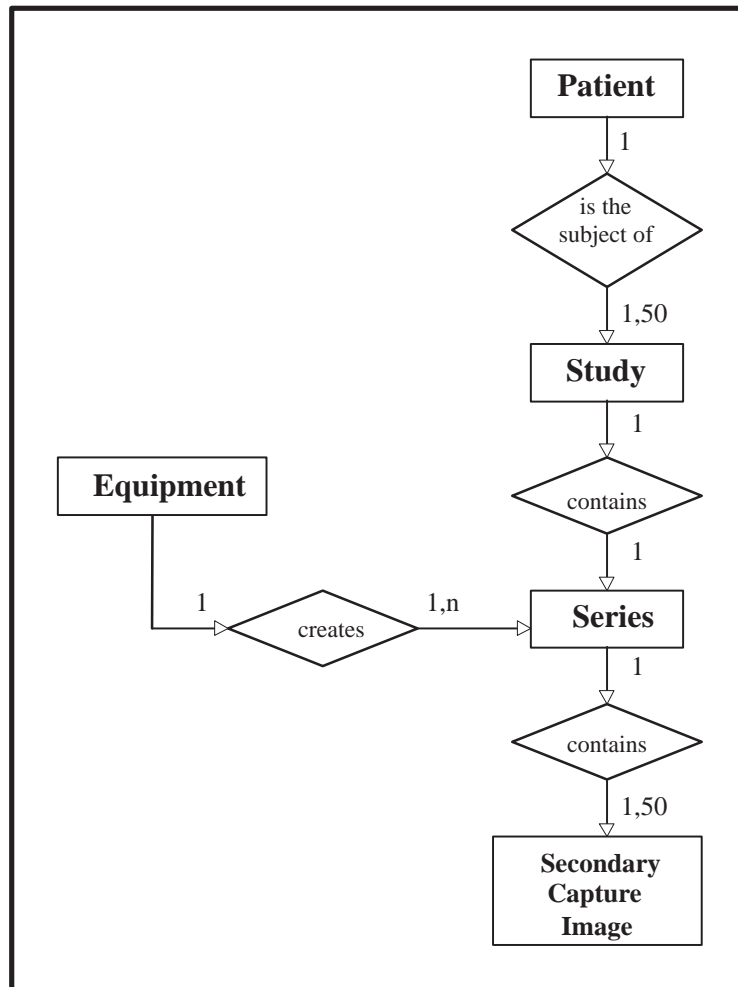 Patient
1
is the
subject of
1,50
Study
1
contains
1
Equipment
1
creates
1,n
Series
1
contains
1,50
Secondary
Capture
Image